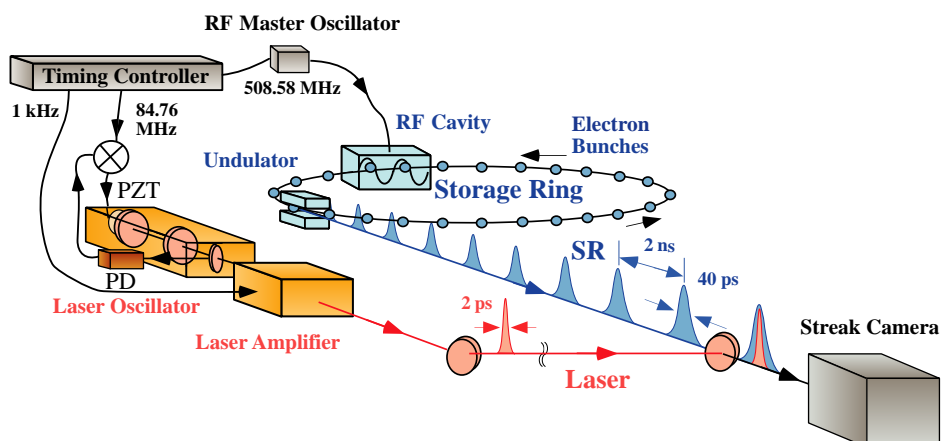 RF Master Oscillator
Timing Controller
508.58 MHz
1 kHz
84.76
MHz
RF Cavity
Electron
Bunches
Undulator
Storage Ring
PZT
SR
2 ns
40 ps
PD
Laser Oscillator
2 ps
Laser Amplifier
Streak Camera
Laser